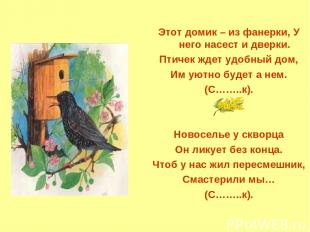 Этот домик – из фанерки, У
него насест и дверки.
Птичек ждет удобный дом,
Им уютно будет а нем.
(С……..к).
Новоселье у скворца
Он ликует без конца.
Чтоб у нас жил пересмешник,
Смастерили мы…
(С……..к).